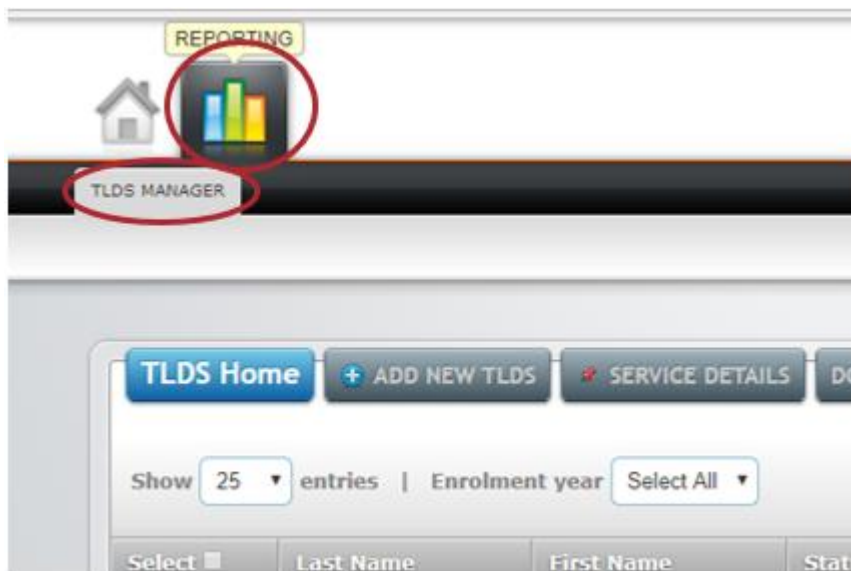 REPORTING
TLDS MANAGER
TLDS Home ADD NEW TLDS SERVICE DETAILS
Show 25 entries | Enrolment year Select All
Select Last Name First Name